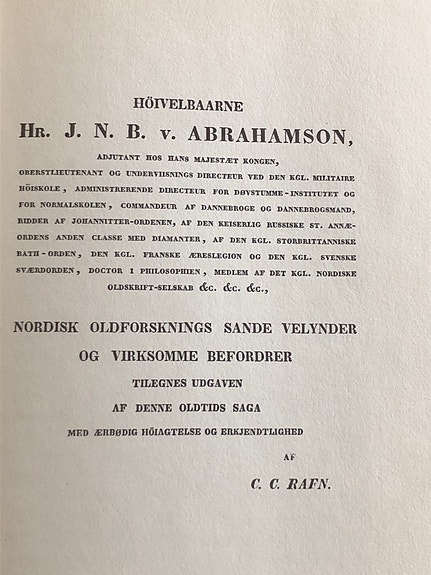 HÖIVELBAARNE
HR. J. N. B. v. ABRAHAMSON,
ADJUTANT HOS HANS MAJESTÆT KONGEN,
OBERSTLIEUTENANT OG UNDERVIISNINGS DIRECTEUR VED DEN KGL. MILITAIRE
HÖISKOLE, ADMINISTRERENDE DIRECTEUR FOR DØVSTUMME-INSTITUTET OG
FOR NORMALSKOLEN, COMMANDEUR AF DANNEBROGE OG DANNEBROGSMAND,
RIDDER AF JOHANNITTER-ORDENEN, AF DEN KEISERLIG RUSSISKE ST. ANNÆ-
ORDENS ANDEN CLASSE MED DIAMANTER, AF DEN KGL. STORBRITTANNISKE
BATH-ORDEN, DEN KGL. FRANSKE ÆRESLEGION OG DEN KGL. SVENSKE
SVÆRDORDEN, DOCTOR I PHILOSOPHIEN, MEDLEM AF DET KGL. NORDISKE
OLDSKRIFT-SELSKAB &c. &c. &c.,
NORDISK OLDFORSKNINGS SANDE VELYNDER
OG VIRKSOMME BEFORDRER
TILEGNES UDGAVEN
AF DENNE OLDTIDS SAGA
MED ÆRBØDIG HÖIAGTELSE OG ERKJENDTLIGHED
AF
C. C. RAFN.